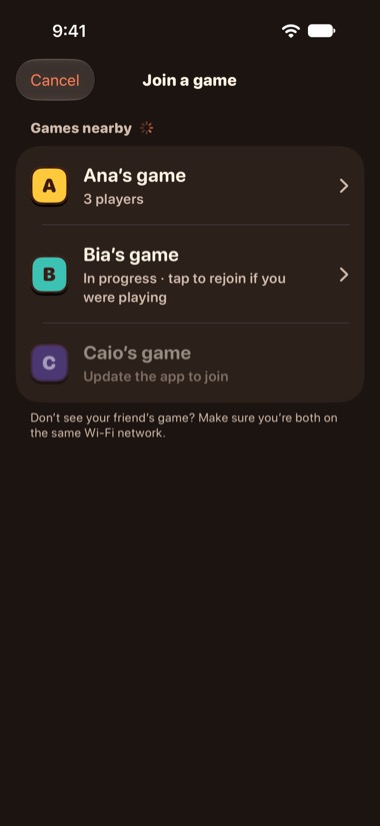 9:41
Cancel
Join a game
Games nearby
A
Ana's game
3 players
B
Bia's game
In progress · tap to rejoin if you
were playing
C
Caio's game
Update the app to join
Don't see your friend's game? Make sure you're both on
the same Wi-Fi network.